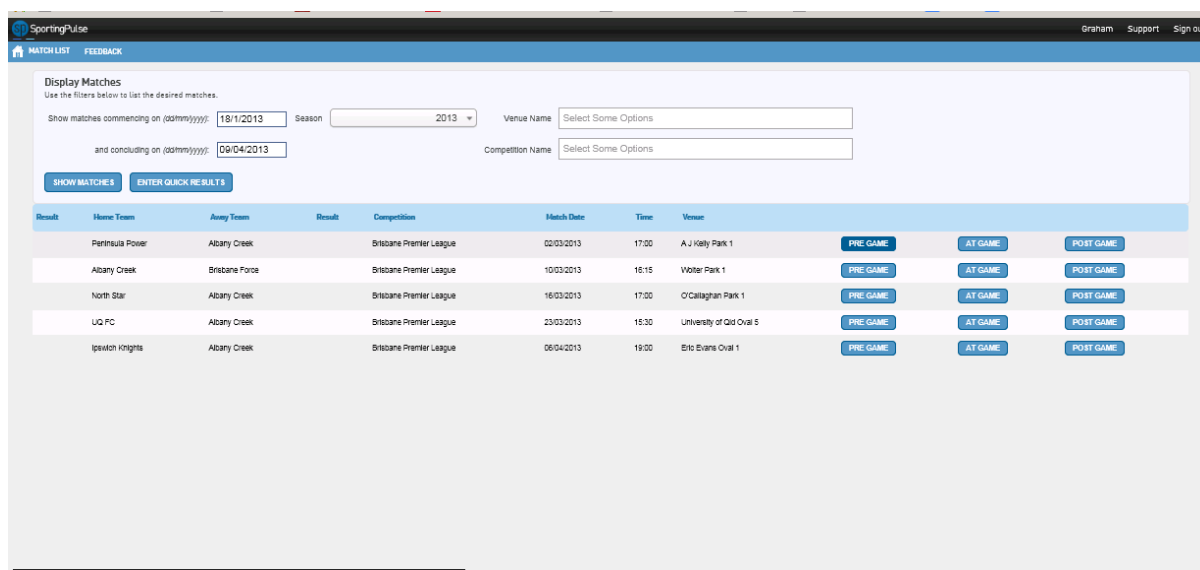 sp SportingPulse Graham Support Sign ou
MATCH LIST FEEDBACK
Display Matches
Use the filters below to list the desired matches.
Show matches commencing on (dd/mm/yyyy): 18/1/2013 Season 2013 Venue Name Select Some Options
and concluding on (dd/mm/yyyy): 09/04/2013 Competition Name Select Some Options
SHOW MATCHES ENTER QUICK RESULTS
Result Home Team Away Team Result Competition Match Date Time Venue
Peninsula Power Albany Creek Brisbane Premier League 02/03/2013 17:00 A J Kelly Park 1 PRE GAME AT GAME POST GAME
Albany Creek Brisbane Force Brisbane Premier League 10/03/2013 16:15 Wolter Park 1 PRE GAME AT GAME POST GAME
North Star Albany Creek Brisbane Premier League 16/03/2013 17:00 O'Callaghan Park 1 PRE GAME AT GAME POST GAME
UQ FC Albany Creek Brisbane Premier League 23/03/2013 15:30 University of Qld Oval 5 PRE GAME AT GAME POST GAME
Ipswich Knights Albany Creek Brisbane Premier League 06/04/2013 19:00 Eric Evans Oval 1 PRE GAME AT GAME POST GAME